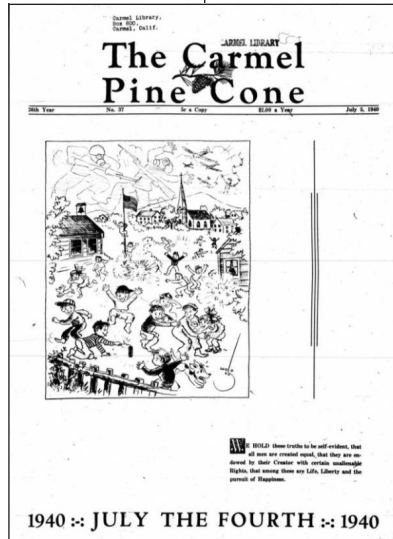 Carmel Library,
Box 800,
Carmel, Calif.
CARMEL LIBRARY
The Carmel
Pine Cone
26th Year No. 27 5c a Copy $2.00 a Year July 5, 1940
WE HOLD these truths to be self-evident, that
all men are created equal, that they are en-
dowed by their Creator with certain unalienable
Rights, that among these are Life, Liberty and the
pursuit of Happiness.
1940 :-: JULY THE FOURTH :-: 1940